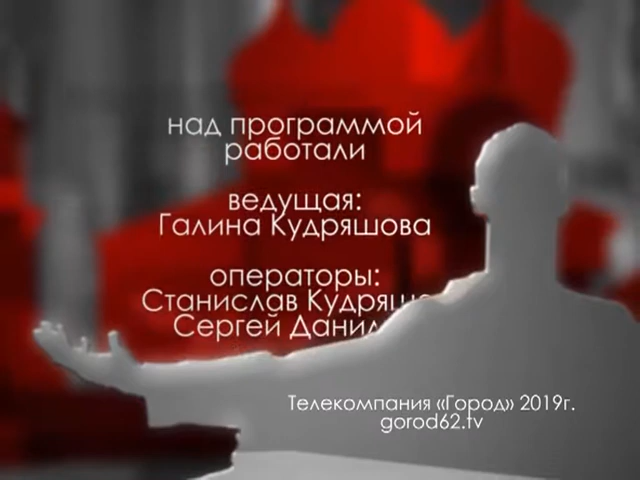 над программой
работали
ведущая:
Галина Кудряшова
операторы:
Станислав
Сергей
Телекомпания «Город» 2019г.
gorod62.tv